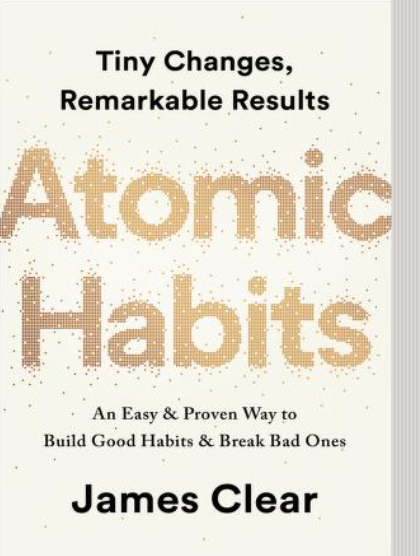 Tiny Changes,
Remarkable Results
Atomic
Habits
An Easy & Proven Way to
Build Good Habits & Break Bad Ones
James Clear